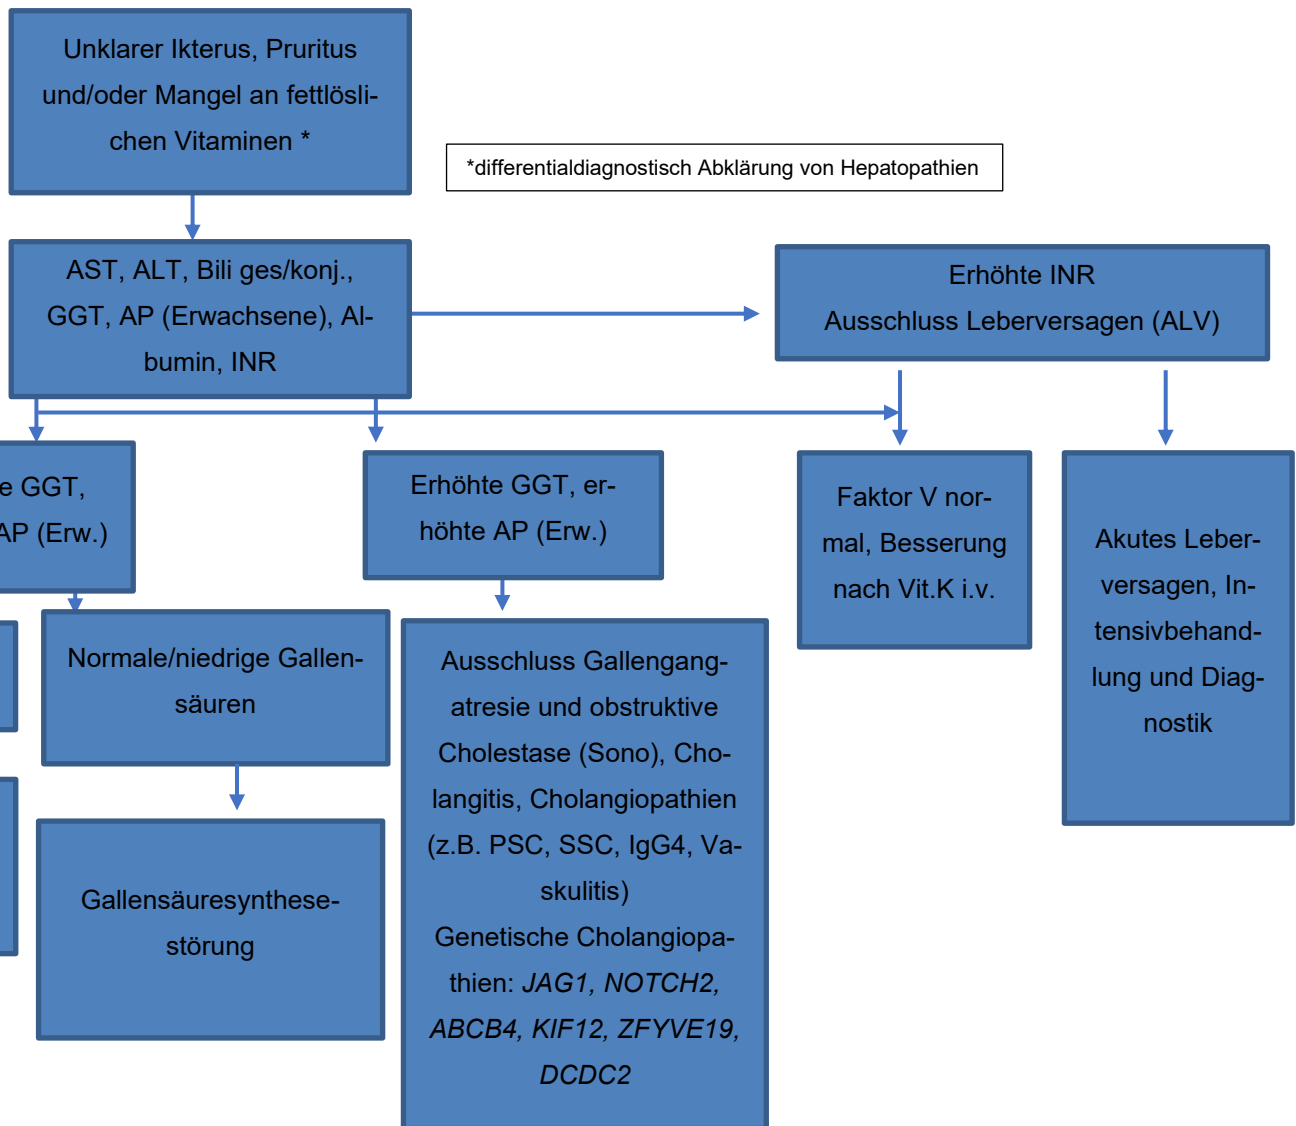 Unklarer Ikterus, Pruritus
und/oder Mangel an fettlösli-
chen Vitaminen *
*differentialdiagnostisch Abklärung von Hepatopathien
AST, ALT, Bili ges/konj.,
GGT, AP (Erwachsene), Al-
bumin, INR
Erhöhte INR
Ausschluss Leberversagen (ALV)
e GGT,
AP (Erw.)
Erhöhte GGT, er-
höhte AP (Erw.)
Faktor V nor-
mal, Besserung
nach Vit.K i.v.
Akutes Leber-
versagen, In-
tensivbehand-
lung und Diag-
nostik
Normale/niedrige Gallen-
säuren
Gallensäuresynthese-
störung
Ausschluss Gallengang-
atresie und obstruktive
Cholestase (Sono), Cho-
langitis, Cholangiopathien
(z.B. PSC, SSC, IgG4, Va-
skulitis)
Genetische Cholangiopa-
thien: JAG1, NOTCH2,
ABCB4, KIF12, ZFYVE19,
DCDC2